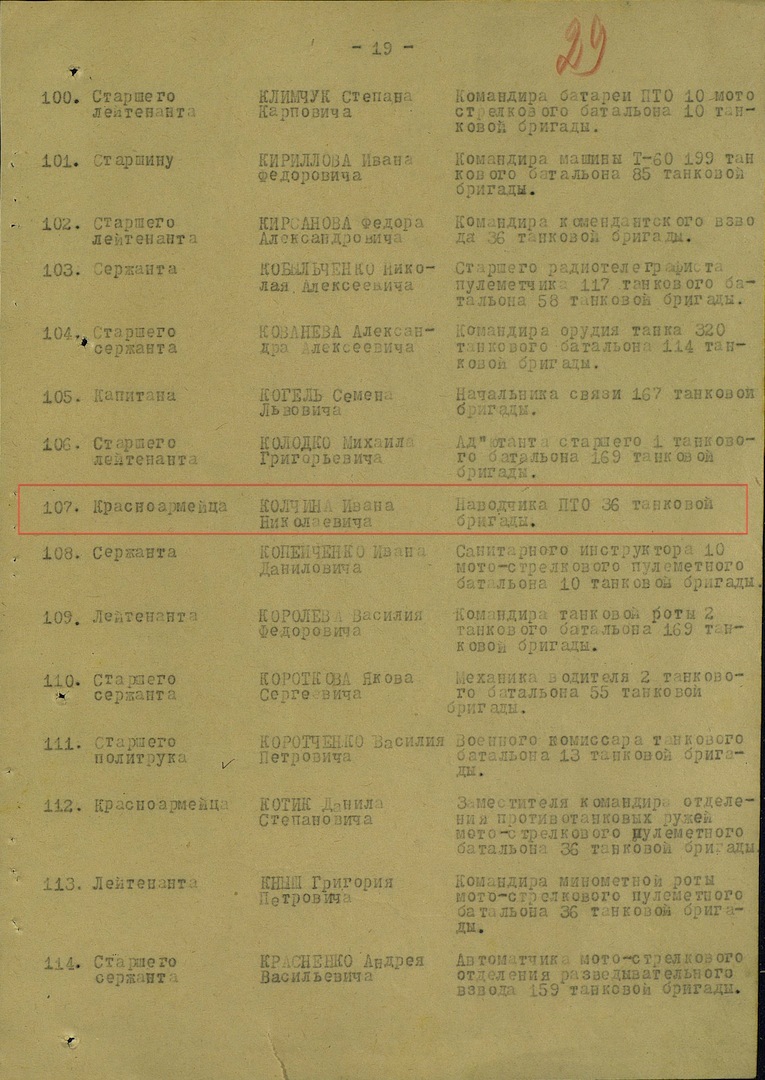 - 19 -
29
100. Старшего КЛИМЧУК Степана Командира батареи ПТО 10 мото
лейтенанта Карповича стрелкового батальона 10 тан-
ковой бригады.
101. Старшину КИРИЛЛОВА Ивана Командира машины Т-60 199 тан
Федоровича кового батальона 85 танковой
бригады.
102. Старшего КИРСАНОВА Федора Командира комендантского взво
лейтенанта Александровича да 36 танковой бригады.
103. Сержанта КОБЫЛЬЧЕНКО Нико- Старшего радиотелеграфиста
лая Алексеевича пулеметчика 117 танкового ба-
тальона 58 танковой бригады.
104. Старшего КОВАНЕВА Алексан- Командира орудия танка 320
сержанта дра Алексеевича танкового батальона 114 тан-
ковой бригады.
105. Капитана КОГЕЛЬ Семена Начальника связи 167 танковой
Львовича бригады.
106. Старшего КОЛОДКО Михаила Ад"ютанта старшего 1 танково-
лейтенанта Григорьевича го батальона 169 танковой
бригады.
107. Красноармейца КОЛЧИНА Ивана Наводчика ПТО 36 танковой
Николаевича бригады.
108. Сержанта КОПЕНЧЕНКО Ивана Санитарного инструктора 10
Даниловича мото-стрелкового пулеметного
батальона 10 танковой бригады.
109. Лейтенанта КОРОЛЕВА Василия Командира танковой роты 2
Федоровича танкового батальона 169 тан-
ковой бригады.
110. Старшего КОРОТКОВА Якова Механика водителя 2 танково-
сержанта Сергеевича го батальона 55 танковой
бригады.
111. Старшего КОРОТЧЕНКО Василия Военного комиссара танкового
политрука Петровича батальона 13 танковой брига-
ды.
112. Красноармейца КОТИК Данила Заместителя командира отделе-
Степановича ния противотанковых ружей
мото-стрелкового пулеметного
батальона 36 танковой бригады
113. Лейтенанта КНЫШ Григория Командира минометной роты
Петровича мото-стрелкового пулеметного
батальона 36 танковой брига-
ды.
114. Старшего КРАСНЕНКО Андрея Автоматчика мото-стрелкового
сержанта Васильевича отделения разведывательного
взвода 159 танковой бригады.